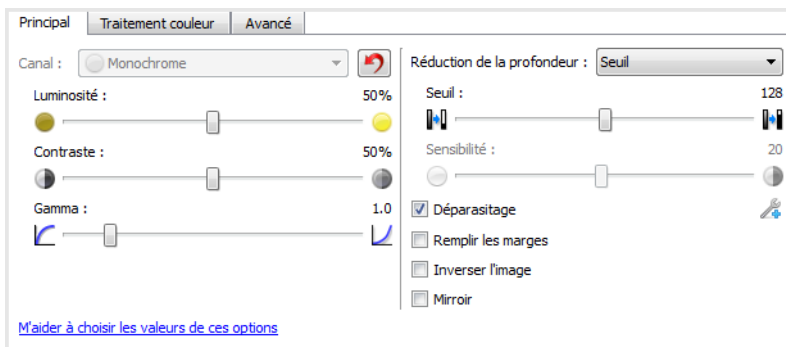 Principal Traitement couleur Avancé
Canal : Monochrome
Luminosité : 50%
Contraste : 50%
Gamma : 1.0
Réduction de la profondeur : Seuil
Seuil : 128
Sensibilité : 20
Déparasitage
Remplir les marges
Inverser l'image
Mirroir
M'aider à choisir les valeurs de ces options